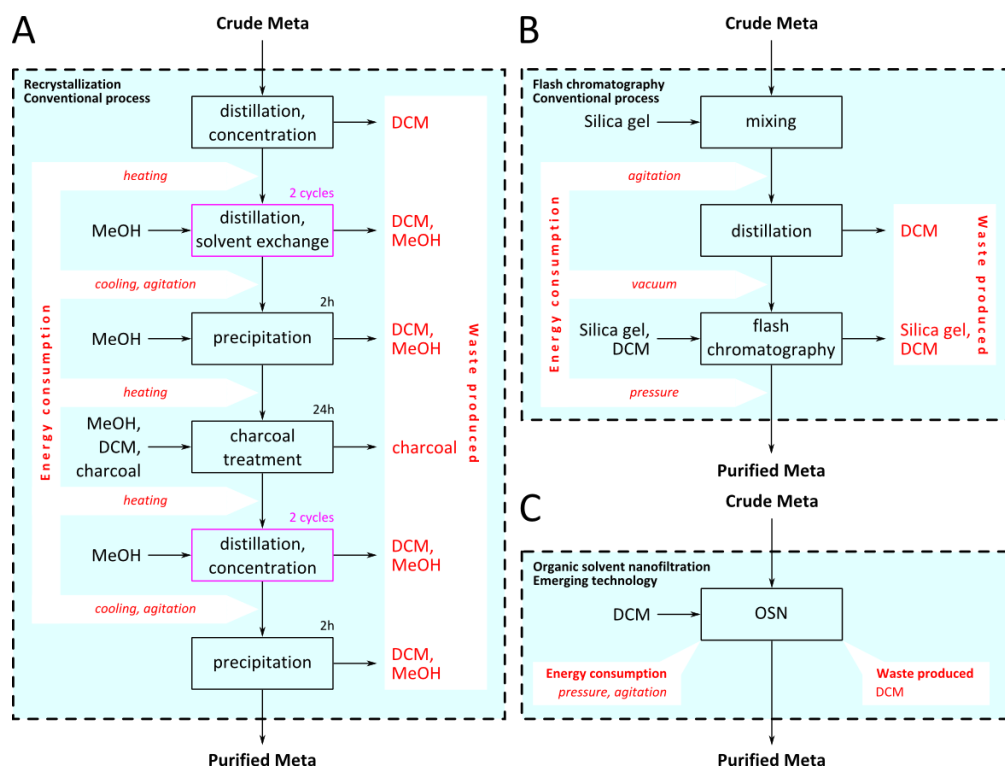 A
Crude Meta
Recrystallization
Conventional process
distillation,
concentration
DCM
heating
2 cycles
MeOH
distillation,
solvent exchange
DCM,
MeOH
cooling, agitation
2h
MeOH
precipitation
DCM,
MeOH
heating
24h
MeOH,
DCM,
charcoal
charcoal
treatment
charcoal
heating
2 cycles
MeOH
distillation,
concentration
DCM,
MeOH
cooling, agitation
2h
precipitation
DCM,
MeOH
Energy consumption
Waste produced
Purified Meta
B
Crude Meta
Flash chromatography
Conventional process
Silica gel
mixing
agitation
distillation
DCM
vacuum
Silica gel,
DCM
flash
chromatography
Silica gel,
DCM
pressure
Energy consumption
Waste produced
Purified Meta
C
Crude Meta
Organic solvent nanofiltration
Emerging technology
DCM
OSN
Energy consumption
pressure, agitation
Waste produced
DCM
Purified Meta